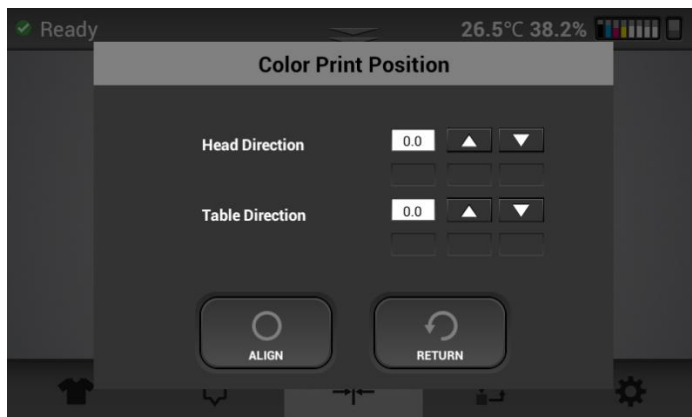 Ready
26.5°C 38.2%
Color Print Position
Head Direction 0.0
Table Direction 0.0
ALIGN
RETURN